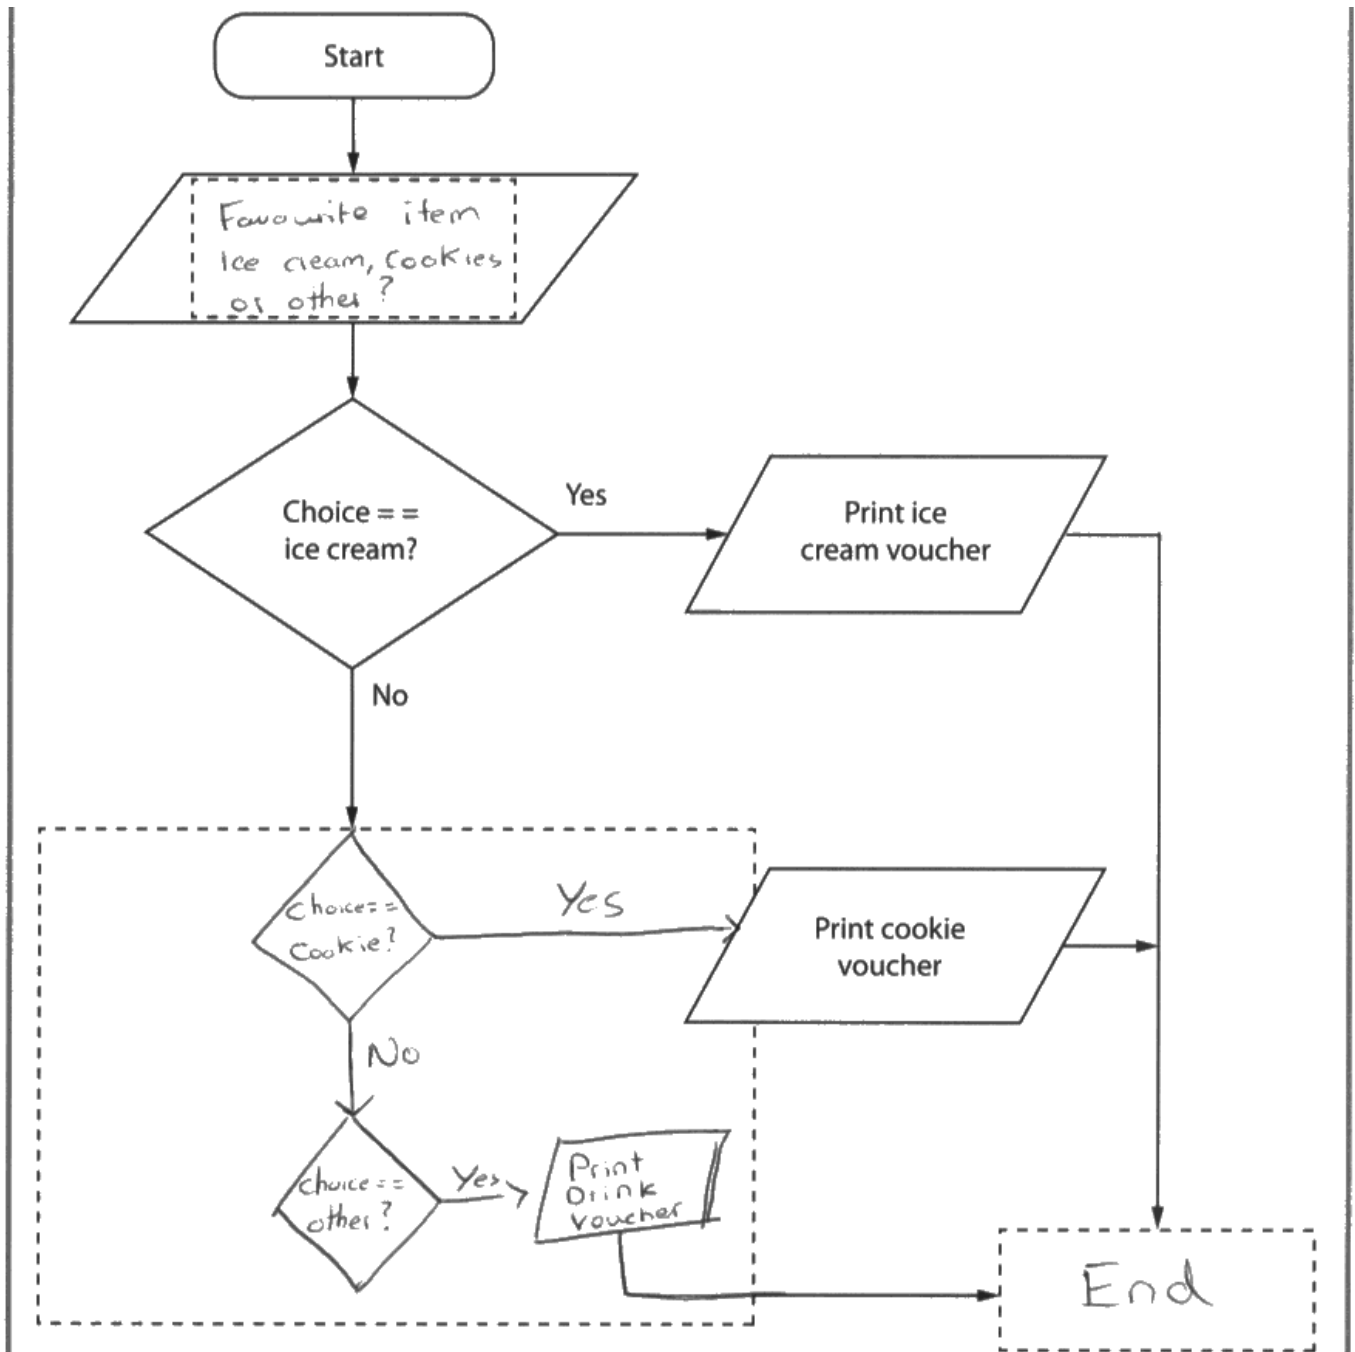 Start
Favourite item
Ice cream, Cookies
or other?
Choice ==
ice cream?
Yes
Print ice
cream voucher
No
Choice==
Cookie?
Yes
Print cookie
voucher
No
choice==
other?
Yes
Print
Drink
voucher
End